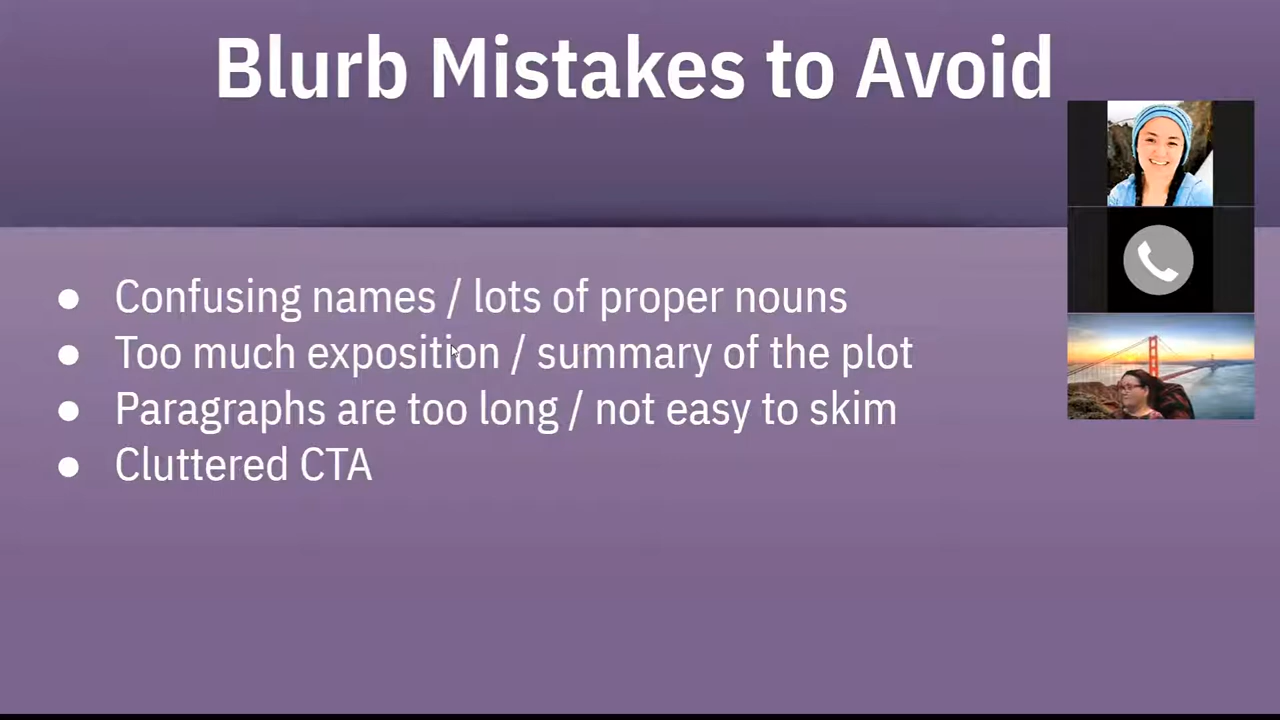 Blurb Mistakes to Avoid
● Confusing names / lots of proper nouns
● Too much exposition / summary of the plot
● Paragraphs are too long / not easy to skim
● Cluttered CTA